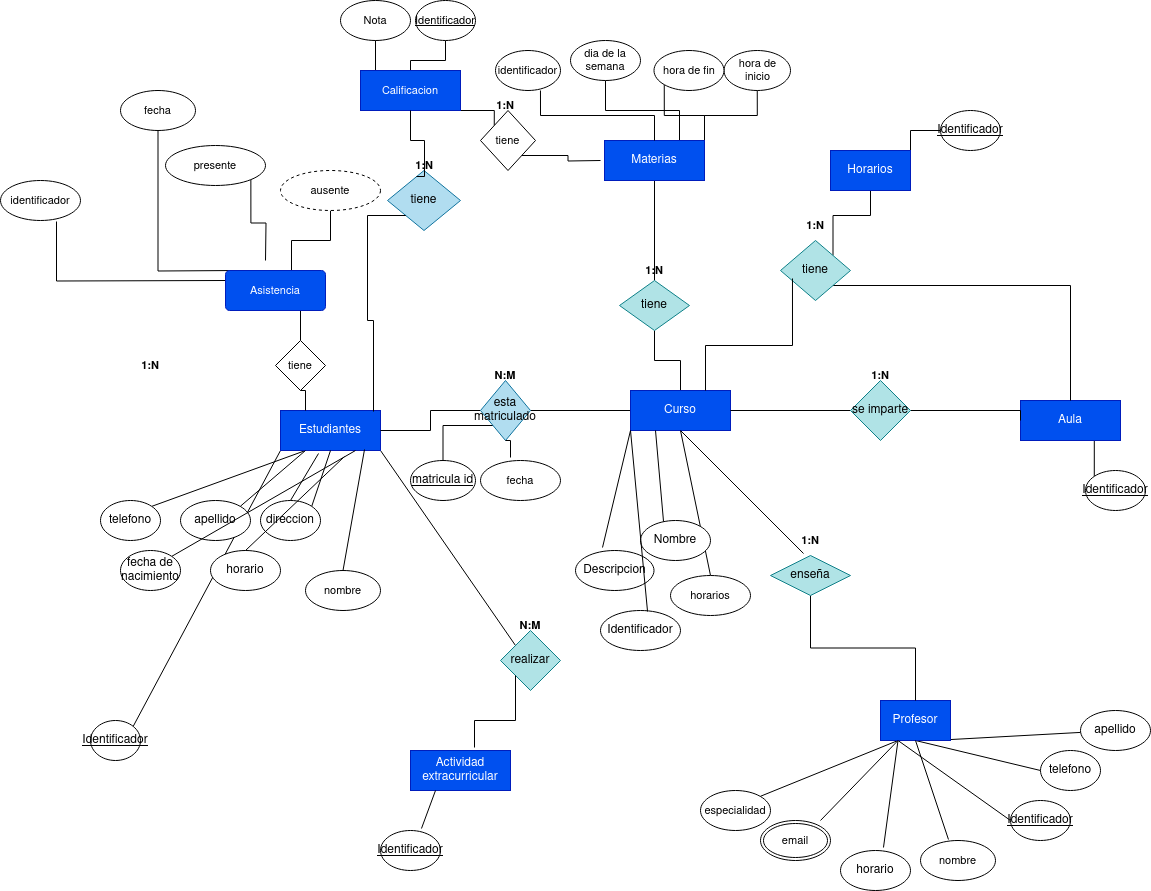 Nota
Identificador
Calificacion
identificador
dia de la
semana
hora de fin
hora de
inicio
fecha
1:N
tiene
Materias
Identificador
presente
Horarios
1:N
identificador
ausente
tiene
1:N
tiene
Asistencia
1:N
tiene
1:N
tiene
N:M
esta
matriculado
Curso
1:N
se imparte
Aula
Estudiantes
matricula id
fecha
Identificador
telefono
apellido
direccion
Nombre
1:N
fecha de
nacimiento
horario
nombre
Descripcion
horarios
enseña
N:M
Identificador
realizar
Identificador
Profesor
apellido
Actividad
extracurricular
telefono
especialidad
Identificador
email
Identificador
horario
nombre